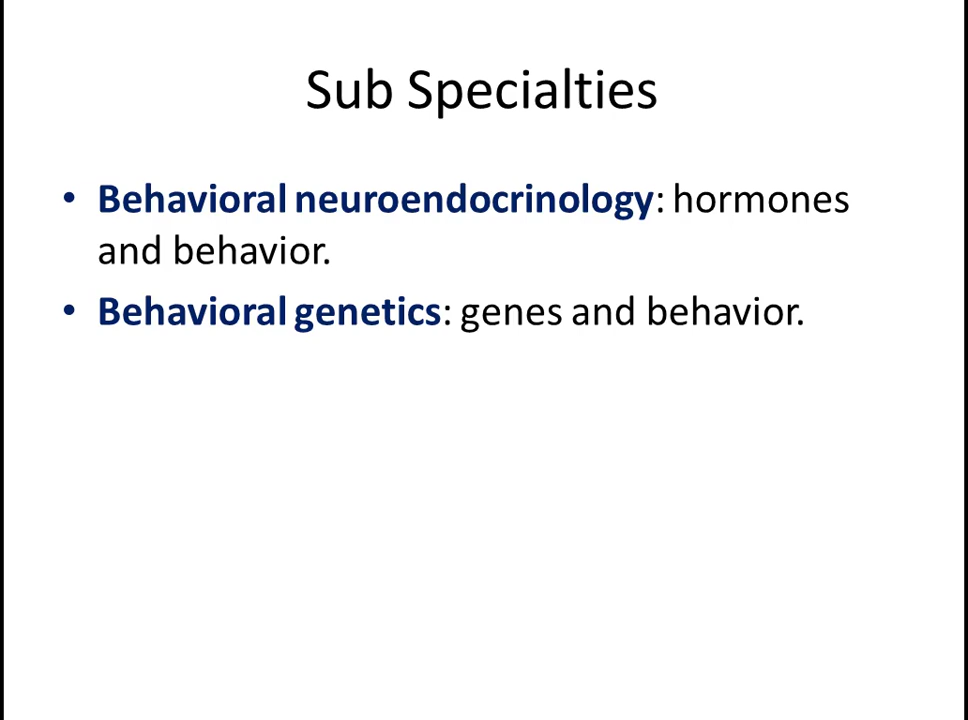 Sub Specialties
• Behavioral neuroendocrinology: hormones
and behavior.
• Behavioral genetics: genes and behavior.